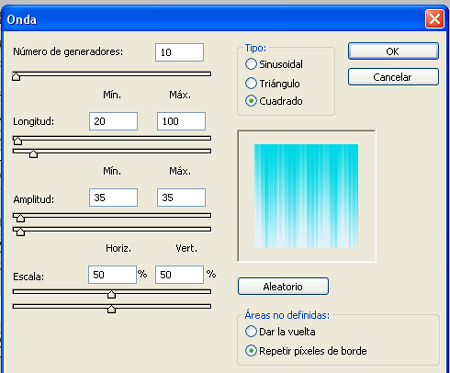 Onda
Número de generadores: 10
Mín. Máx.
Longitud: 20 100
Mín. Máx.
Amplitud: 35 35
Horiz. Vert.
Escala: 50 % 50 %
Tipo:
Sinusoidal
Triángulo
Cuadrado
OK
Cancelar
Aleatorio
Áreas no definidas:
Dar la vuelta
Repetir píxeles de borde